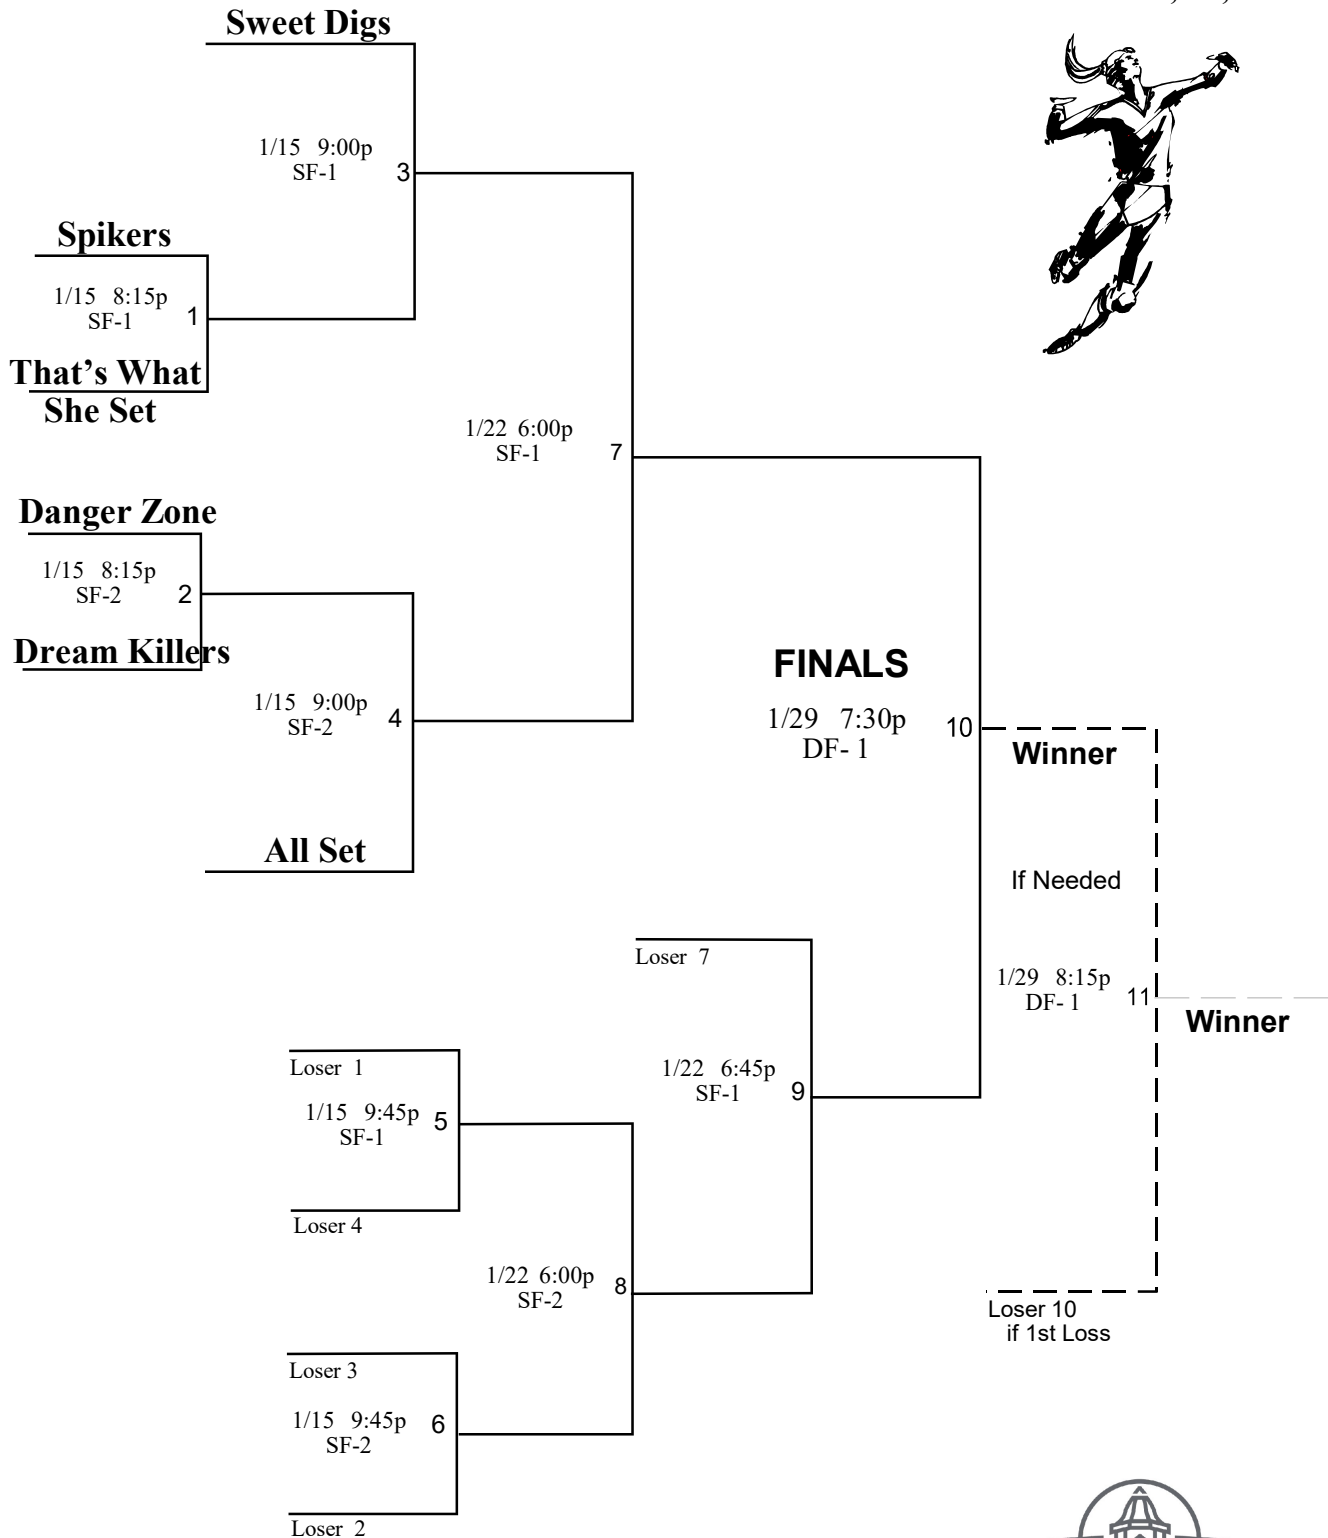 Sweet Digs
1/15 9:00p
SF-1
3
Spikers
1/15 8:15p
SF-1
1
That’s What
She Set
1/22 6:00p
SF-1
7
Danger Zone
1/15 8:15p
SF-2
2
Dream Killers
1/15 9:00p
SF-2
4
All Set
FINALS
1/29 7:30p
DF- 1
10
Winner
If Needed
1/29 8:15p
DF- 1
11
Winner
Loser 7
1/22 6:45p
SF-1
9
Loser 1
1/15 9:45p
SF-1
5
Loser 4
1/22 6:00p
SF-2
8
Loser 10
if 1st Loss
Loser 3
1/15 9:45p
SF-2
6
Loser 2